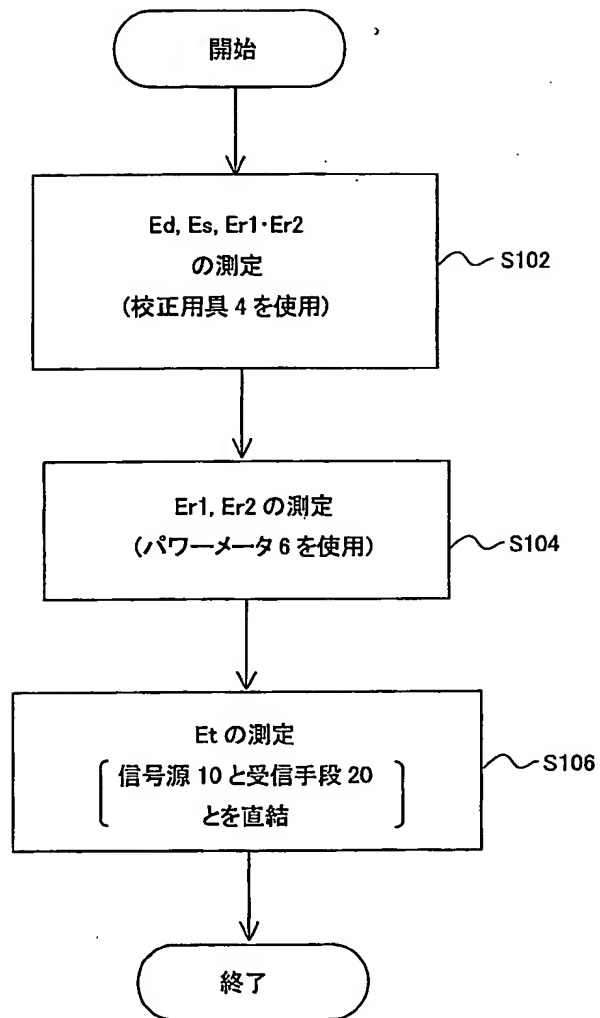 開始
Ed, Es, Er1・Er2
の測定
(校正用具 4 を使用)
S102
Er1, Er2 の測定
(パワーメータ 6 を使用)
S104
Et の測定
信号源 10 と受信手段 20
とを直結
S106
終了